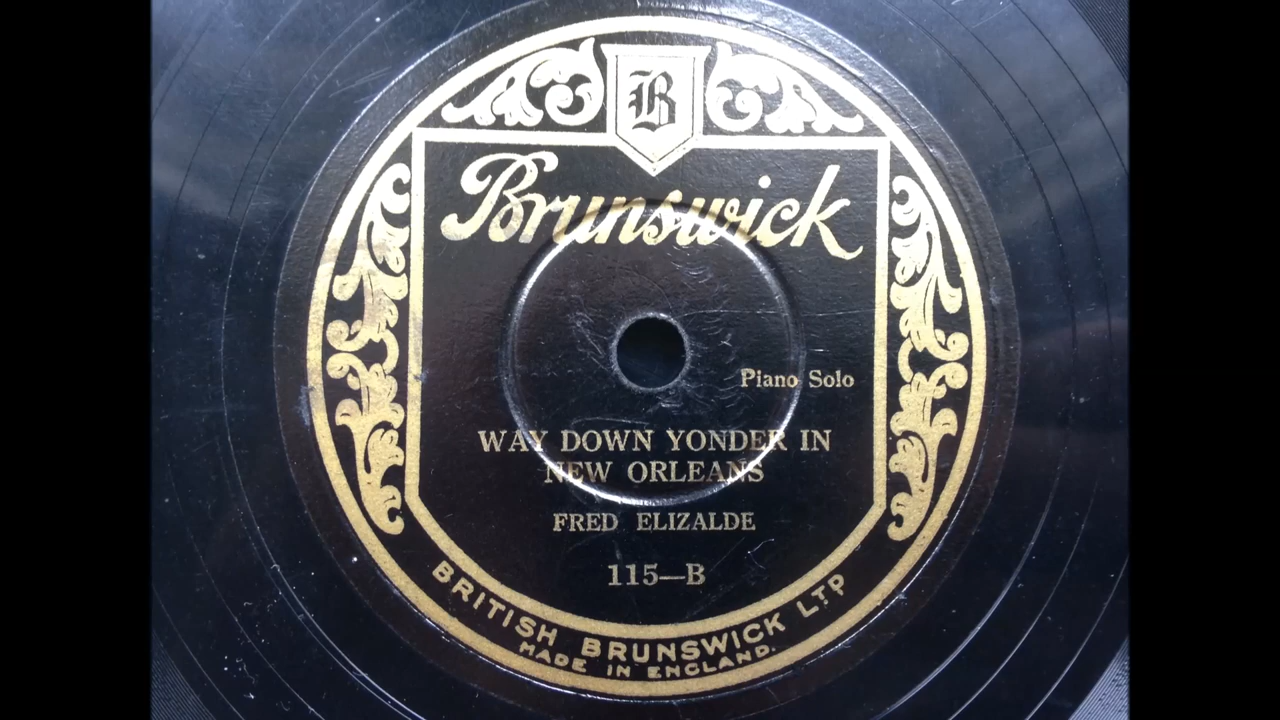 B
Brunswick
Piano Solo
WAY DOWN YONDER IN
NEW ORLEANS
FRED ELIZALDE
115—B
BRITISH BRUNSWICK LTD
MADE IN ENGLAND.